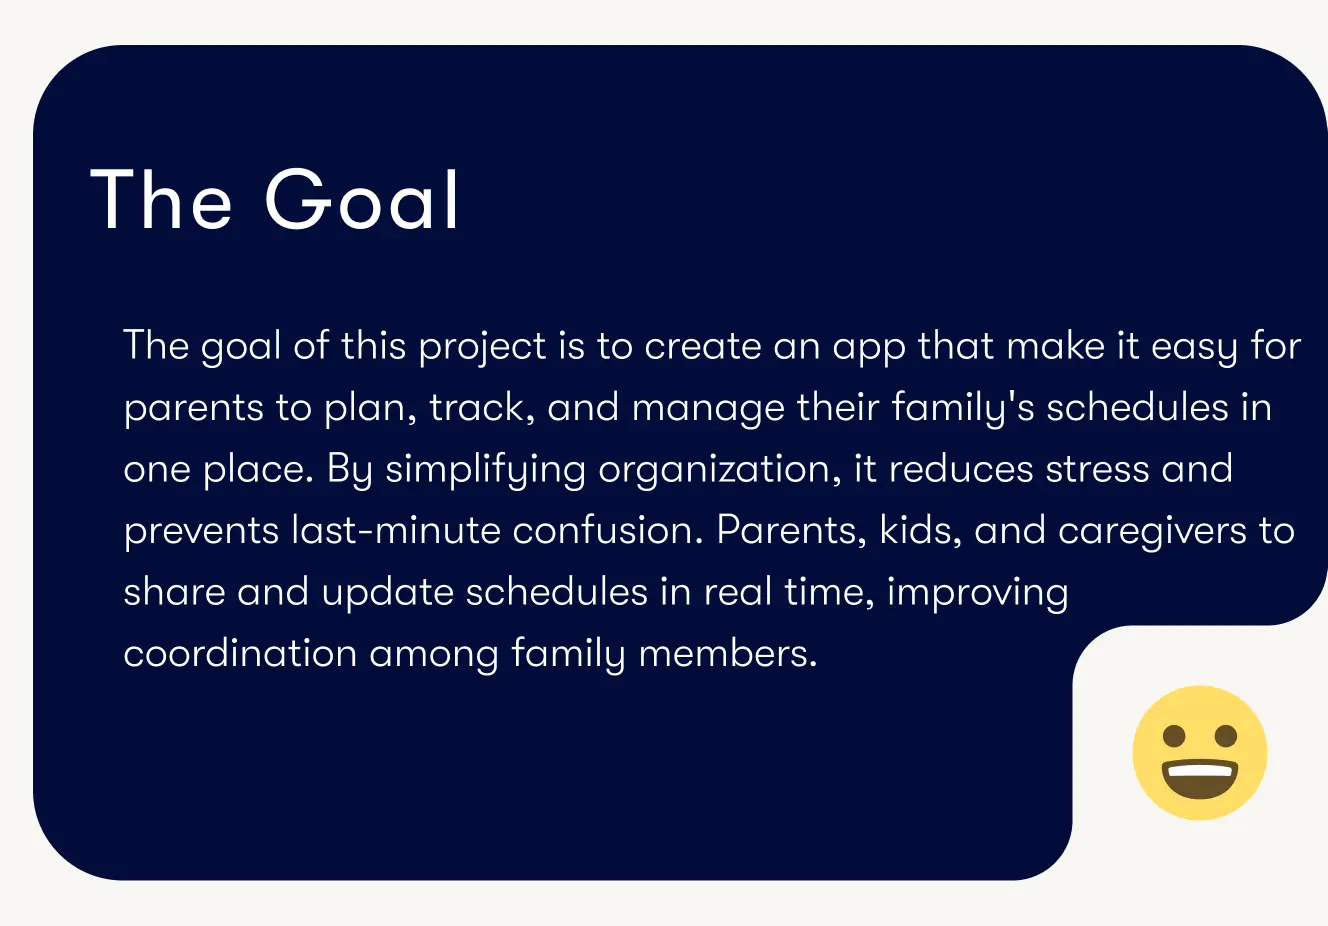 The Goal
The goal of this project is to create an app that make it easy for
parents to plan, track, and manage their family's schedules in
one place. By simplifying organization, it reduces stress and
prevents last-minute confusion. Parents, kids, and caregivers to
share and update schedules in real time, improving
coordination among family members.